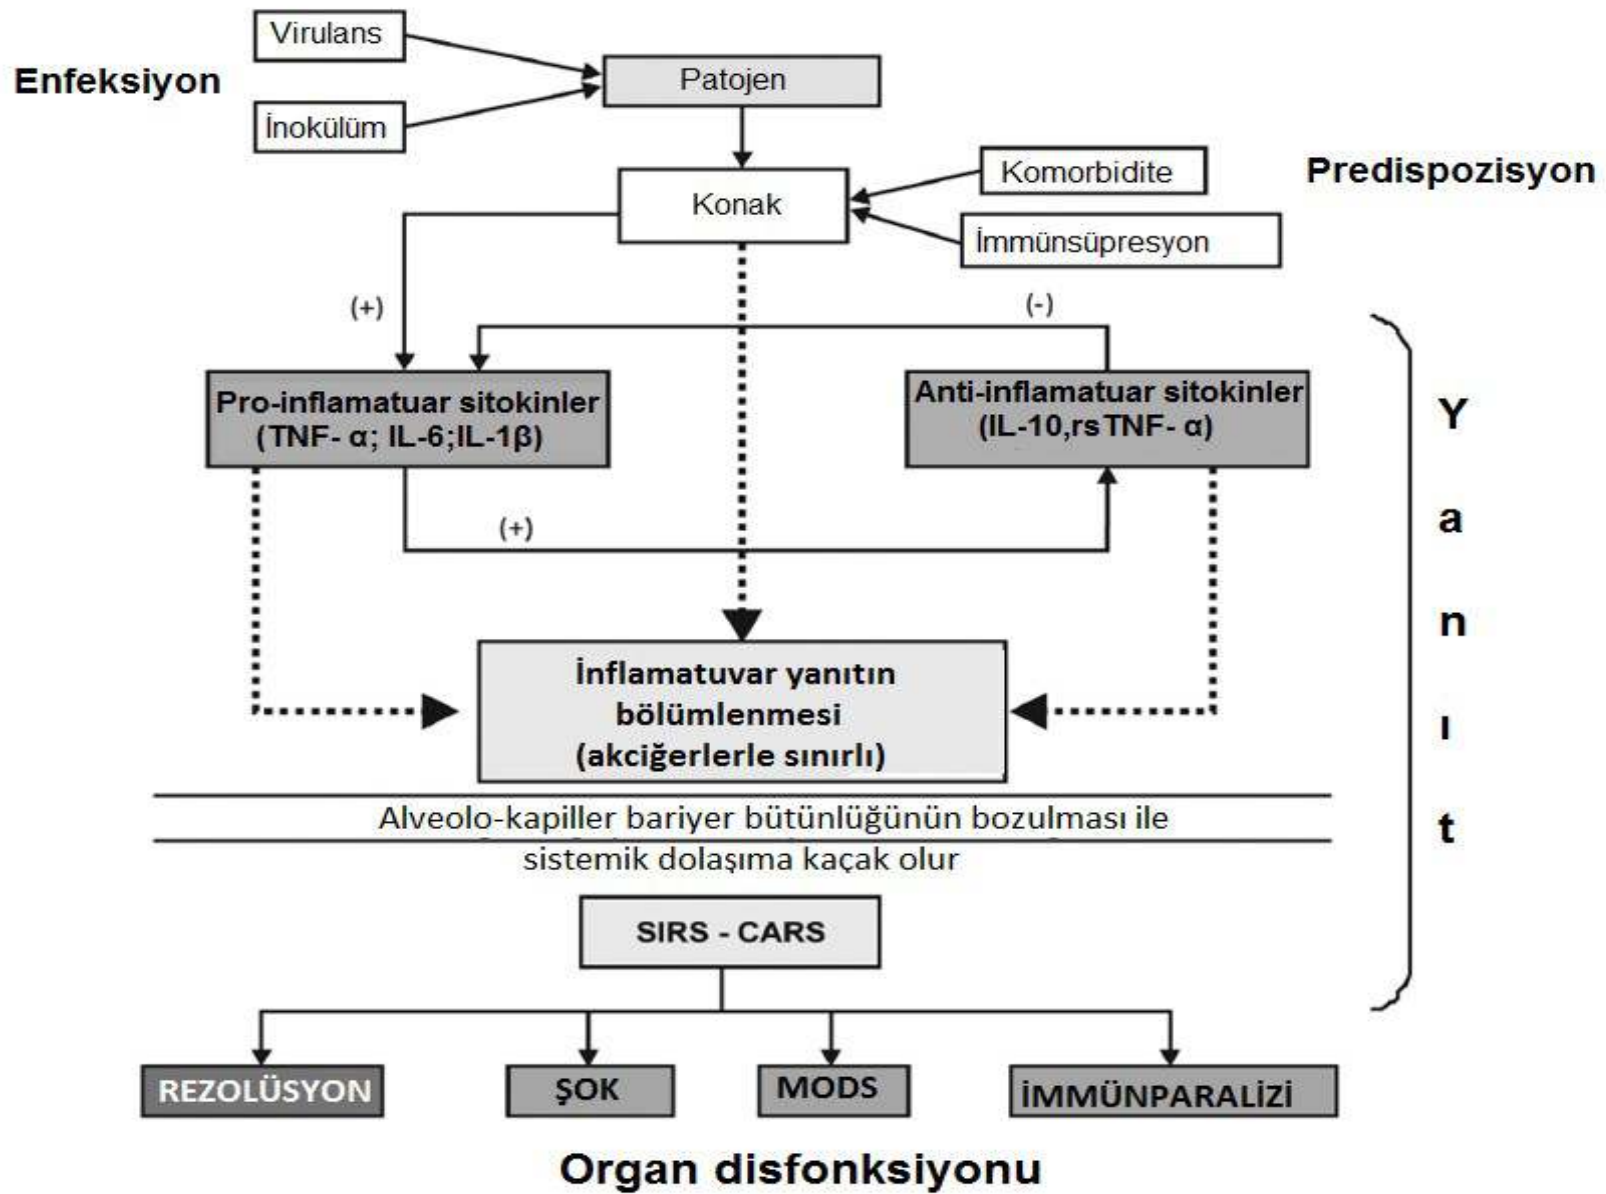 Virulans
Enfeksiyon
Patojen
İnokülüm
Komorbidite
Predispozisyon
Konak
İmmünsüpresyon
(+)
(-)
Pro-inflamatuar sitokinler
(TNF- α; IL-6;IL-1β)
Anti-inflamatuar sitokinler
(IL-10,rsTNF- α)
(+)
Y
a
n
ı
t
İnflamatuvar yanıtın
bölümlenmesi
(akciğerlerle sınırlı)
Alveolo-kapiller bariyer bütünlüğünün bozulması ile
sistemik dolaşıma kaçak olur
SIRS - CARS
REZOLÜSYON
ŞOK
MODS
İMMÜNPARALİZİ
Organ disfonksiyonu